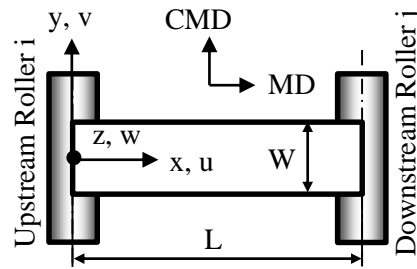 y, v
CMD
MD
z, w
x, u
W
L
Upstream Roller i
Downstream Roller j